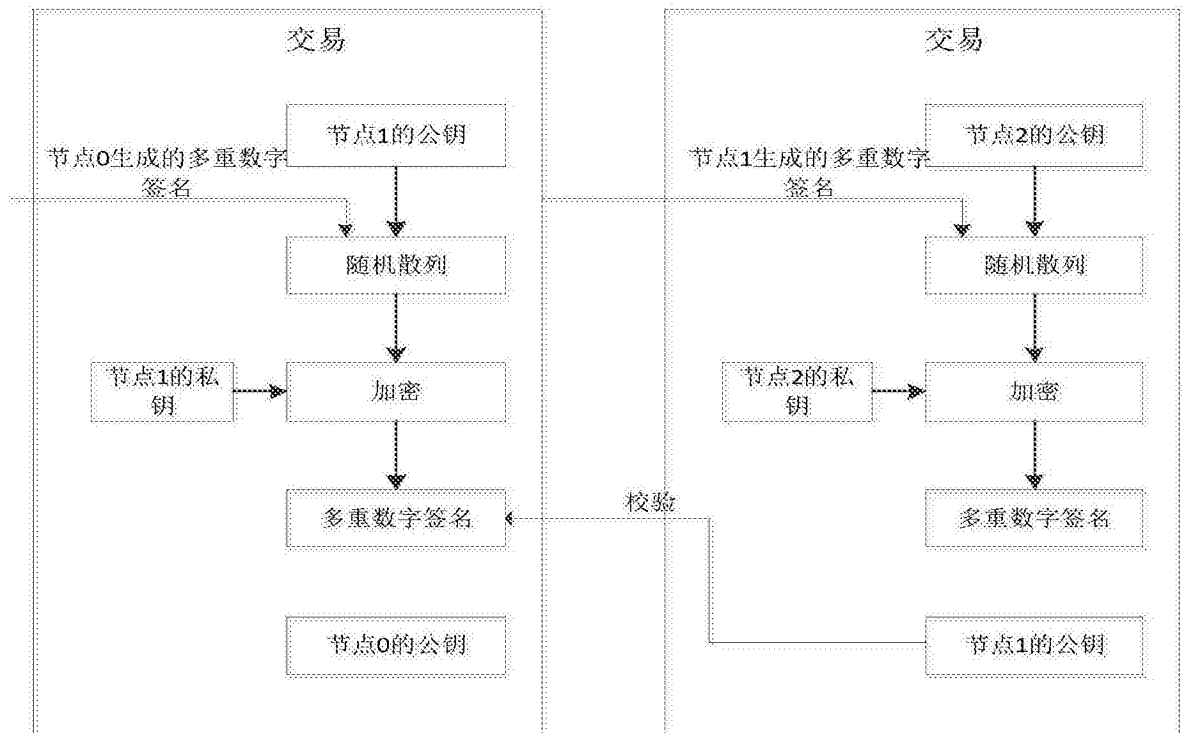 交易
节点1的公钥
节点0生成的多重数字
签名
随机散列
节点1的私
钥
加密
多重数字签名
节点0的公钥
交易
节点2的公钥
节点1生成的多重数字
签名
随机散列
节点2的私
钥
加密
校验
多重数字签名
节点1的公钥